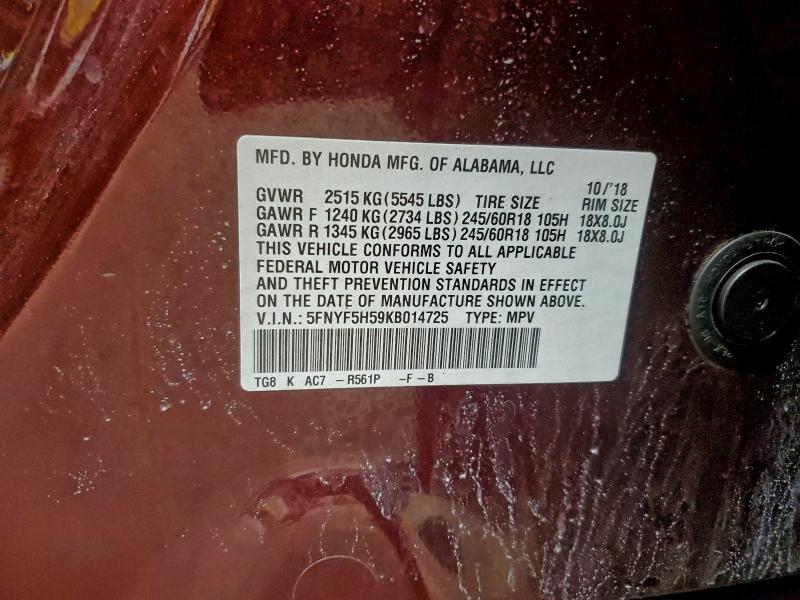 MFD. BY HONDA MFG. OF ALABAMA, LLC
10/'18
GVWR 2515 KG (5545 LBS) TIRE SIZE RIM SIZE
GAWR F 1240 KG (2734 LBS) 245/60R18 105H 18X8.0J
GAWR R 1345 KG (2965 LBS) 245/60R18 105H 18X8.0J
THIS VEHICLE CONFORMS TO ALL APPLICABLE
FEDERAL MOTOR VEHICLE SAFETY
AND THEFT PREVENTION STANDARDS IN EFFECT
ON THE DATE OF MANUFACTURE SHOWN ABOVE.
V.I.N.: 5FNYF5H59KB014725 TYPE: MPV
TG8 K AC7 -R561P -F-B